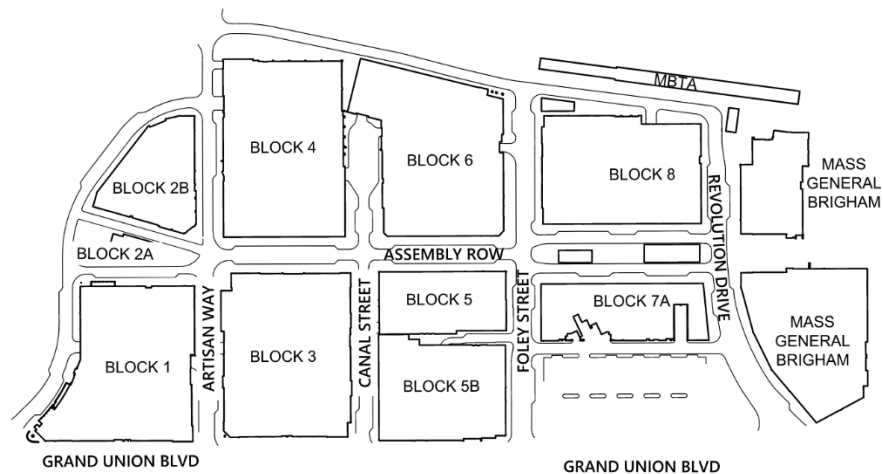 MBTA
BLOCK 4
BLOCK 6
BLOCK 8
BLOCK 2B
MASS
GENERAL
BRIGHAM
REVOLUTION DRIVE
BLOCK 2A
ASSEMBLY ROW
ARTISAN WAY
CANAL STREET
FOLEY STREET
BLOCK 5
BLOCK 7A
BLOCK 1
BLOCK 3
BLOCK 5B
MASS
GENERAL
BRIGHAM
GRAND UNION BLVD
GRAND UNION BLVD